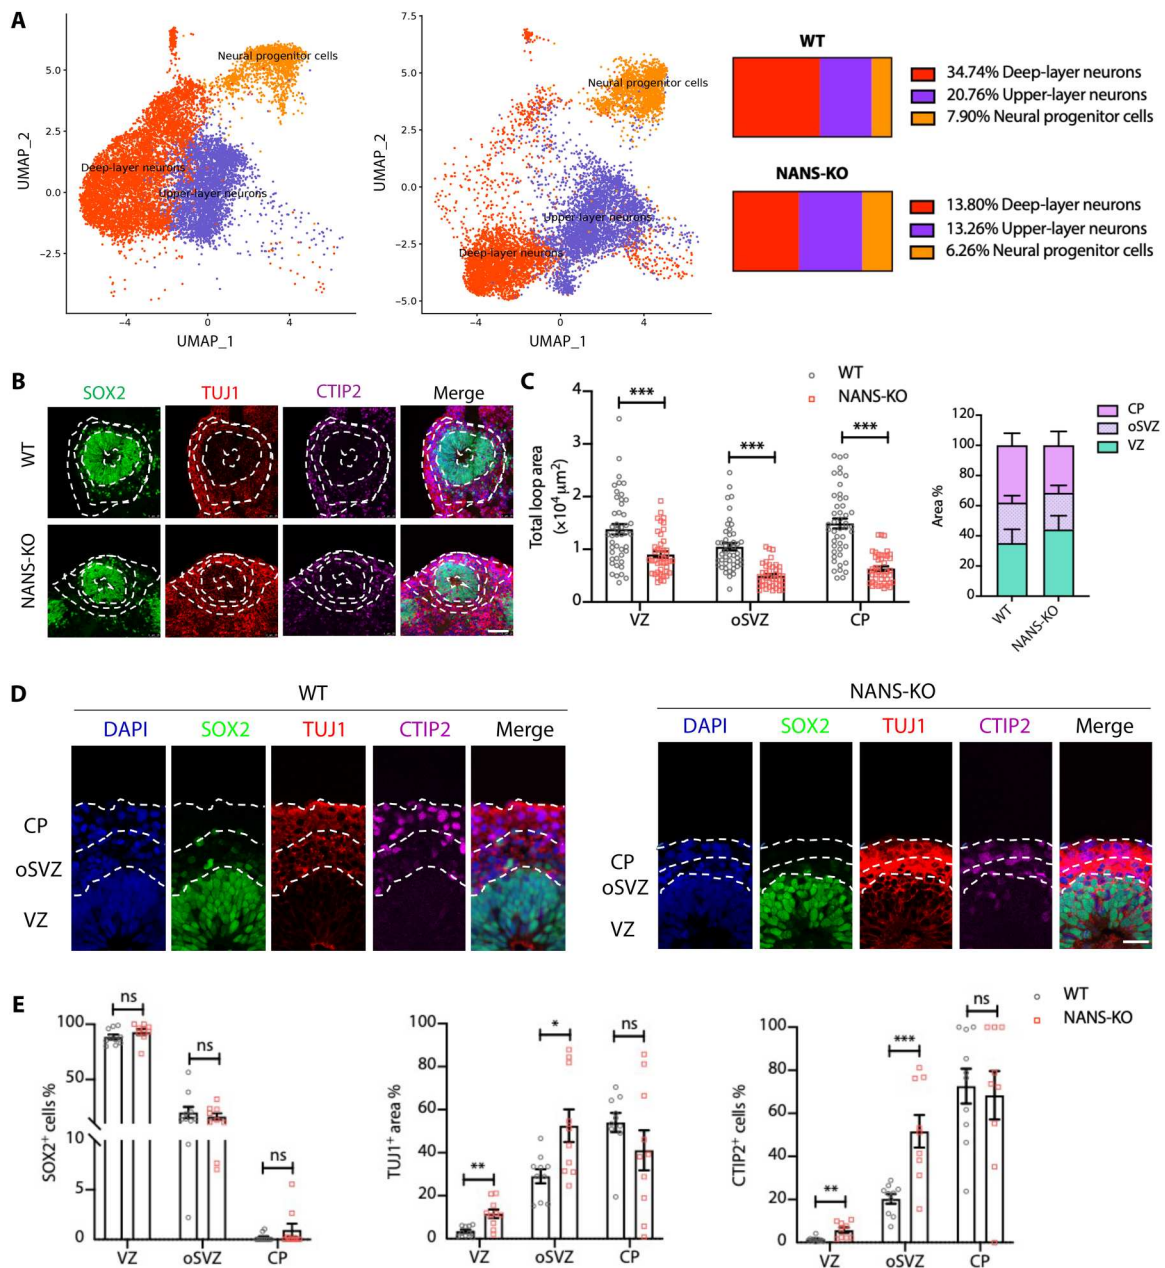 A
7.5
5.0
2.5
0.0
−2.5
UMAP_2
−4
0
4
UMAP_1
Neural progenitor cells
Deep-layer neurons
Upper-layer neurons
5.0
2.5
0.0
−2.5
−5.0
UMAP_2
−4
0
4
UMAP_1
Neural progenitor cells
Upper-layer neurons
Deep-layer neurons
WT
34.74% Deep-layer neurons
20.76% Upper-layer neurons
7.90% Neural progenitor cells
NANS-KO
13.80% Deep-layer neurons
13.26% Upper-layer neurons
6.26% Neural progenitor cells
B
SOX2 TUJ1 CTIP2 Merge
WT
NANS-KO
C
WT
NANS-KO
Total loop area
(×10⁴ μm²)
4
3
2
1
0
***
***
***
VZ oSVZ CP
Area %
120
100
80
60
40
20
0
WT
NANS-KO
CP
oSVZ
VZ
D
WT
DAPI SOX2 TUJ1 CTIP2 Merge
CP
oSVZ
VZ
NANS-KO
DAPI SOX2 TUJ1 CTIP2 Merge
CP
oSVZ
VZ
E
SOX2⁺ cells %
100
50
10
5
0
ns
ns
ns
VZ oSVZ CP
TUJ1⁺ area %
100
80
60
40
20
0
**
*
ns
VZ oSVZ CP
CTIP2⁺ cells %
100
80
60
40
20
0
**
***
ns
VZ oSVZ CP
WT
NANS-KO